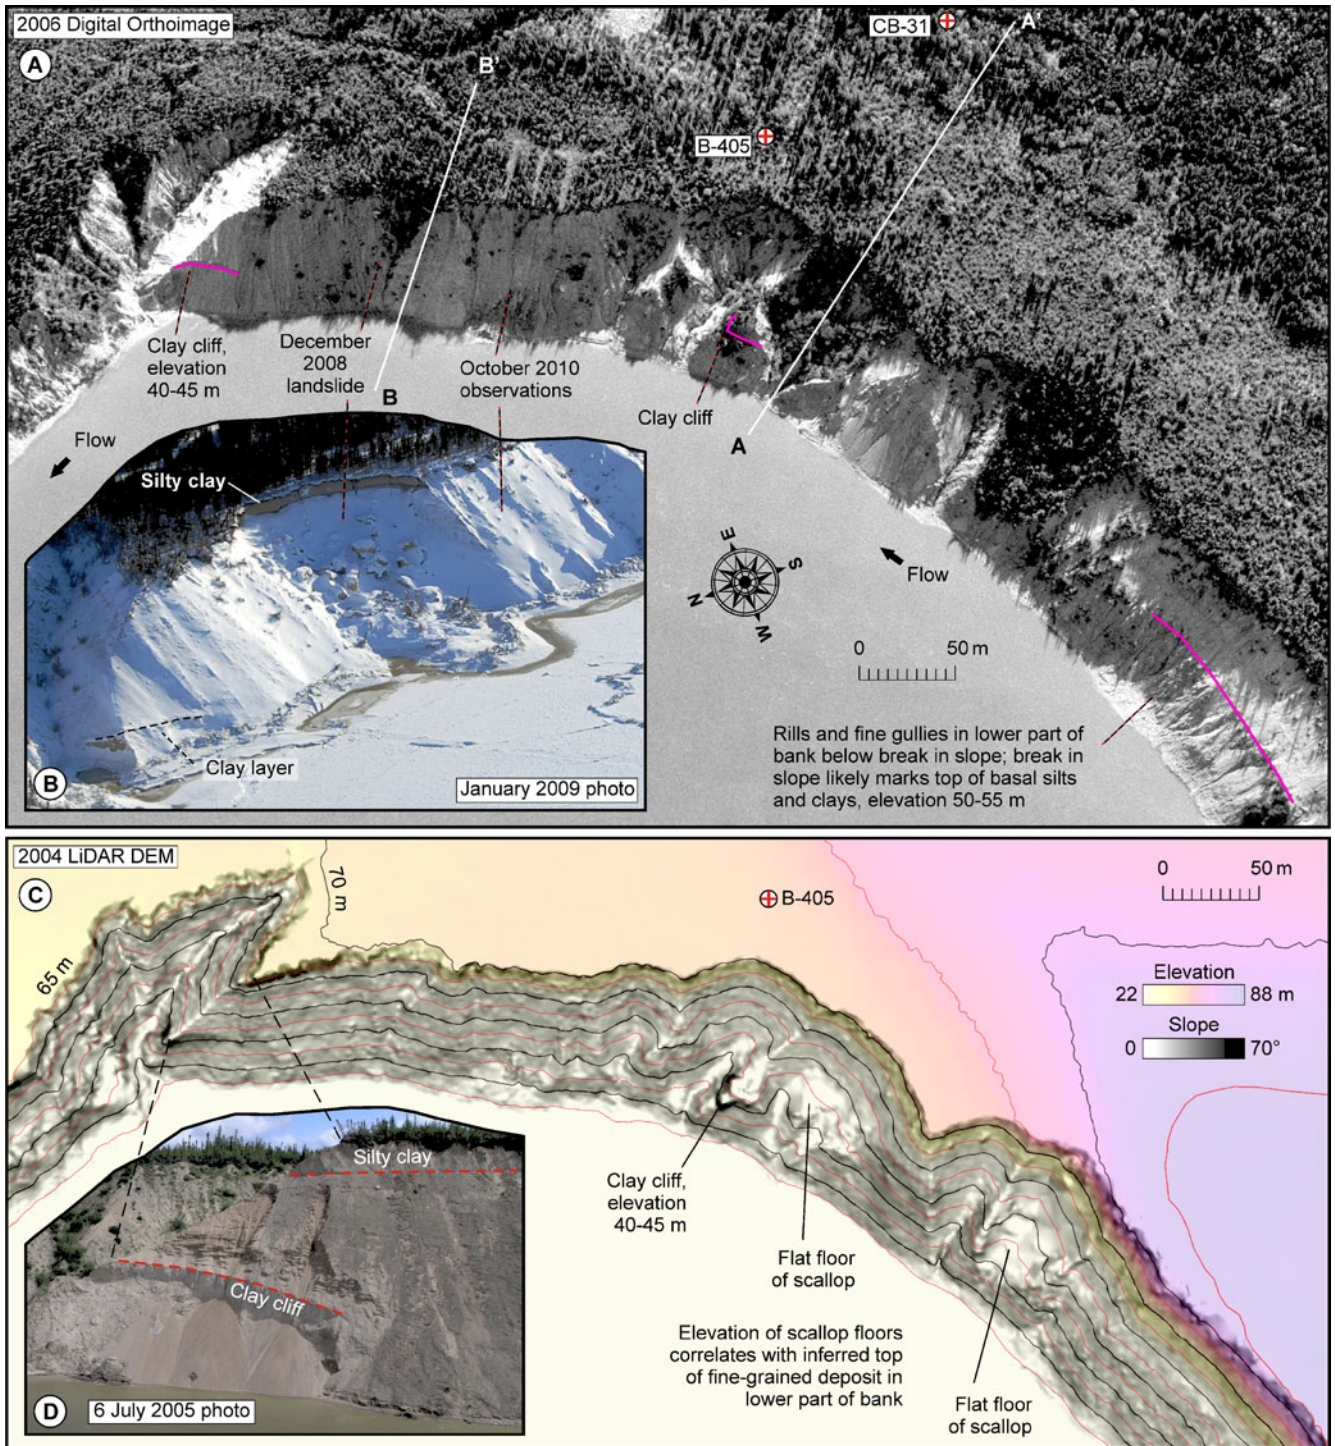 2006 Digital Orthoimage
A
CB-31
A'
B'
B-405
Clay cliff,
elevation
40-45 m
December
2008
landslide
B
October 2010
observations
Clay cliff
A
Flow
Silty clay
E
S
N
W
Flow
0 50 m
Clay layer
B
January 2009 photo
Rills and fine gullies in lower part of
bank below break in slope; break in
slope likely marks top of basal silts
and clays, elevation 50-55 m
2004 LiDAR DEM
C
70 m
B-405
0 50 m
65 m
Elevation
22 88 m
Slope
0 70°
Silty clay
Clay cliff
D
6 July 2005 photo
Clay cliff,
elevation
40-45 m
Flat floor
of scallop
Elevation of scallop floors
correlates with inferred top
of fine-grained deposit in
lower part of bank
Flat floor
of scallop